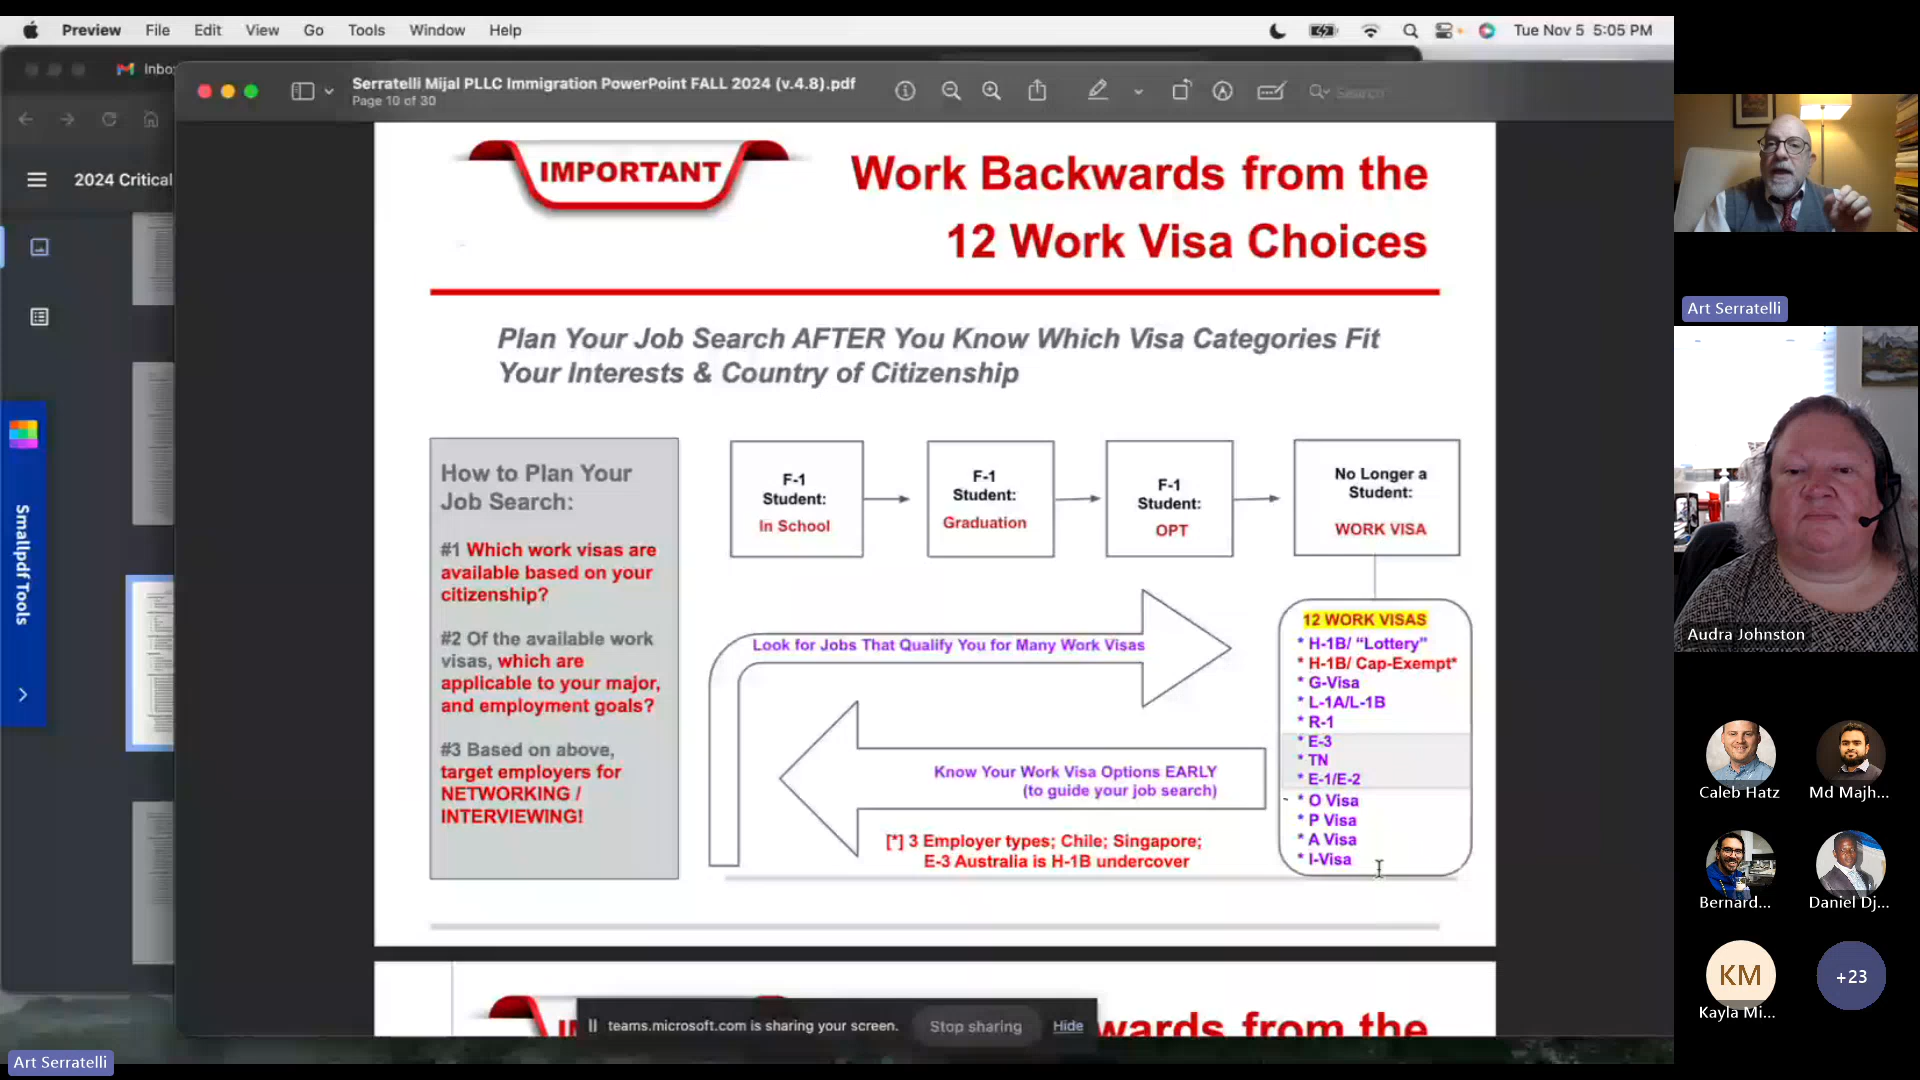 Preview File Edit View Go Tools Window Help
Tue Nov 5 5:05 PM
Serratelli Mijal PLLC Immigration PowerPoint FALL 2024 (v.4.8).pdf
Page 10 of 30
Search
2024 Critical
Smallpdf Tools
IMPORTANT
Work Backwards from the
12 Work Visa Choices
Plan Your Job Search AFTER You Know Which Visa Categories Fit
Your Interests & Country of Citizenship
How to Plan Your
Job Search:
#1 Which work visas are
available based on your
citizenship?
#2 Of the available work
visas, which are
applicable to your major,
and employment goals?
#3 Based on above,
target employers for
NETWORKING /
INTERVIEWING!
F-1
Student:
In School
F-1
Student:
Graduation
F-1
Student:
OPT
No Longer a
Student:
WORK VISA
Look for Jobs That Qualify You for Many Work Visas
Know Your Work Visa Options EARLY
(to guide your job search)
[*] 3 Employer types; Chile; Singapore;
E-3 Australia is H-1B undercover
12 WORK VISAS
* H-1B/ “Lottery”
* H-1B/ Cap-Exempt*
* G-Visa
* L-1A/L-1B
* R-1
* E-3
* TN
* E-1/E-2
* O Visa
* P Visa
* A Visa
* I-Visa
teams.microsoft.com is sharing your screen.
Stop sharing
Hide
wards from the
Art Serratelli
Art Serratelli
Audra Johnston
Caleb Hatz
Md Majh...
Bernard...
Daniel Dj...
KM
+23
Kayla Mi...